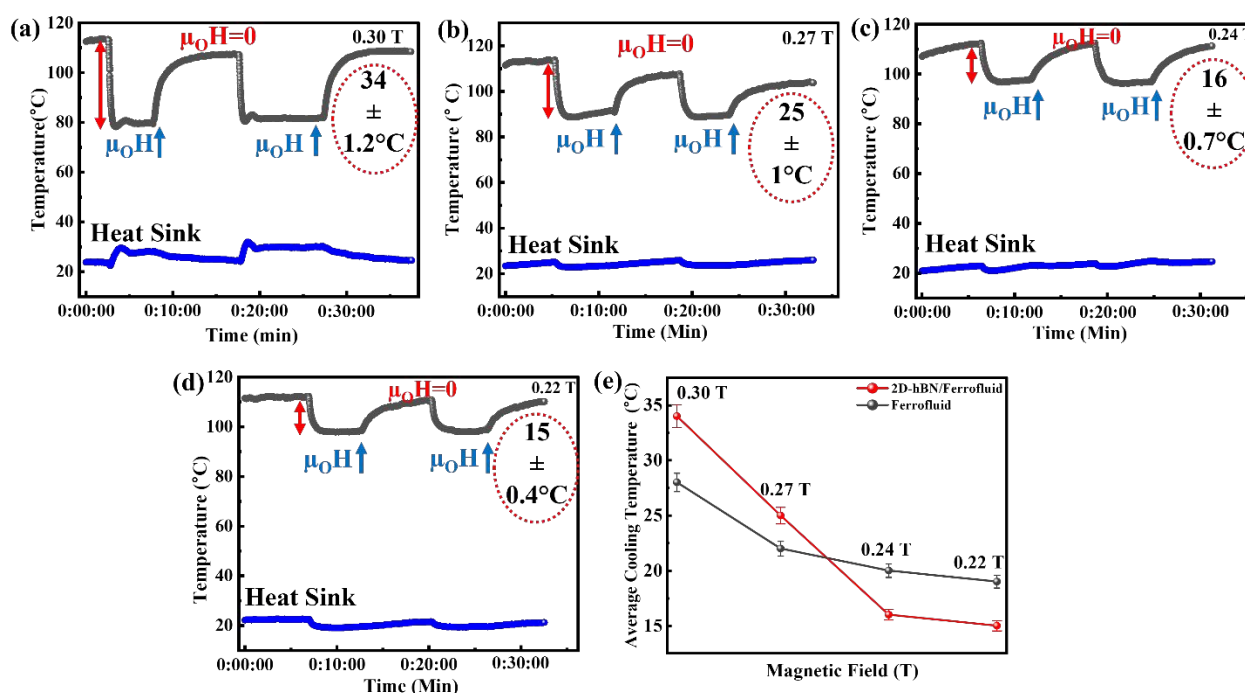 (a)
120
100
80
60
40
20
Temperature(°C)
μOH=0
0.30 T
34
±
1.2°C
μOH
μOH
Heat Sink
0:00:00
0:10:00
0:20:00
0:30:00
Time (min)
(b)
120
100
80
60
40
20
Temperature (°C)
μOH=0
0.27 T
25
±
1°C
μOH
μOH
Heat Sink
0:00:00
0:10:00
0:20:00
0:30:00
Time (Min)
(c)
120
100
80
60
40
20
Temperature (°C)
μOH=0
0.24 T
16
±
0.7°C
μOH
μOH
Heat Sink
0:00:00
0:10:00
0:20:00
0:30:00
Time (Min)
(d)
120
100
80
60
40
20
Temperature (°C)
μOH=0
0.22 T
15
±
0.4°C
μOH
μOH
Heat Sink
0:00:00
0:10:00
0:20:00
0:30:00
Time (Min)
(e)
35
30
25
20
15
Average Cooling Temperature (°C)
2D-hBN/Ferrofluid
Ferrofluid
0.30 T
0.27 T
0.24 T
0.22 T
Magnetic Field (T)